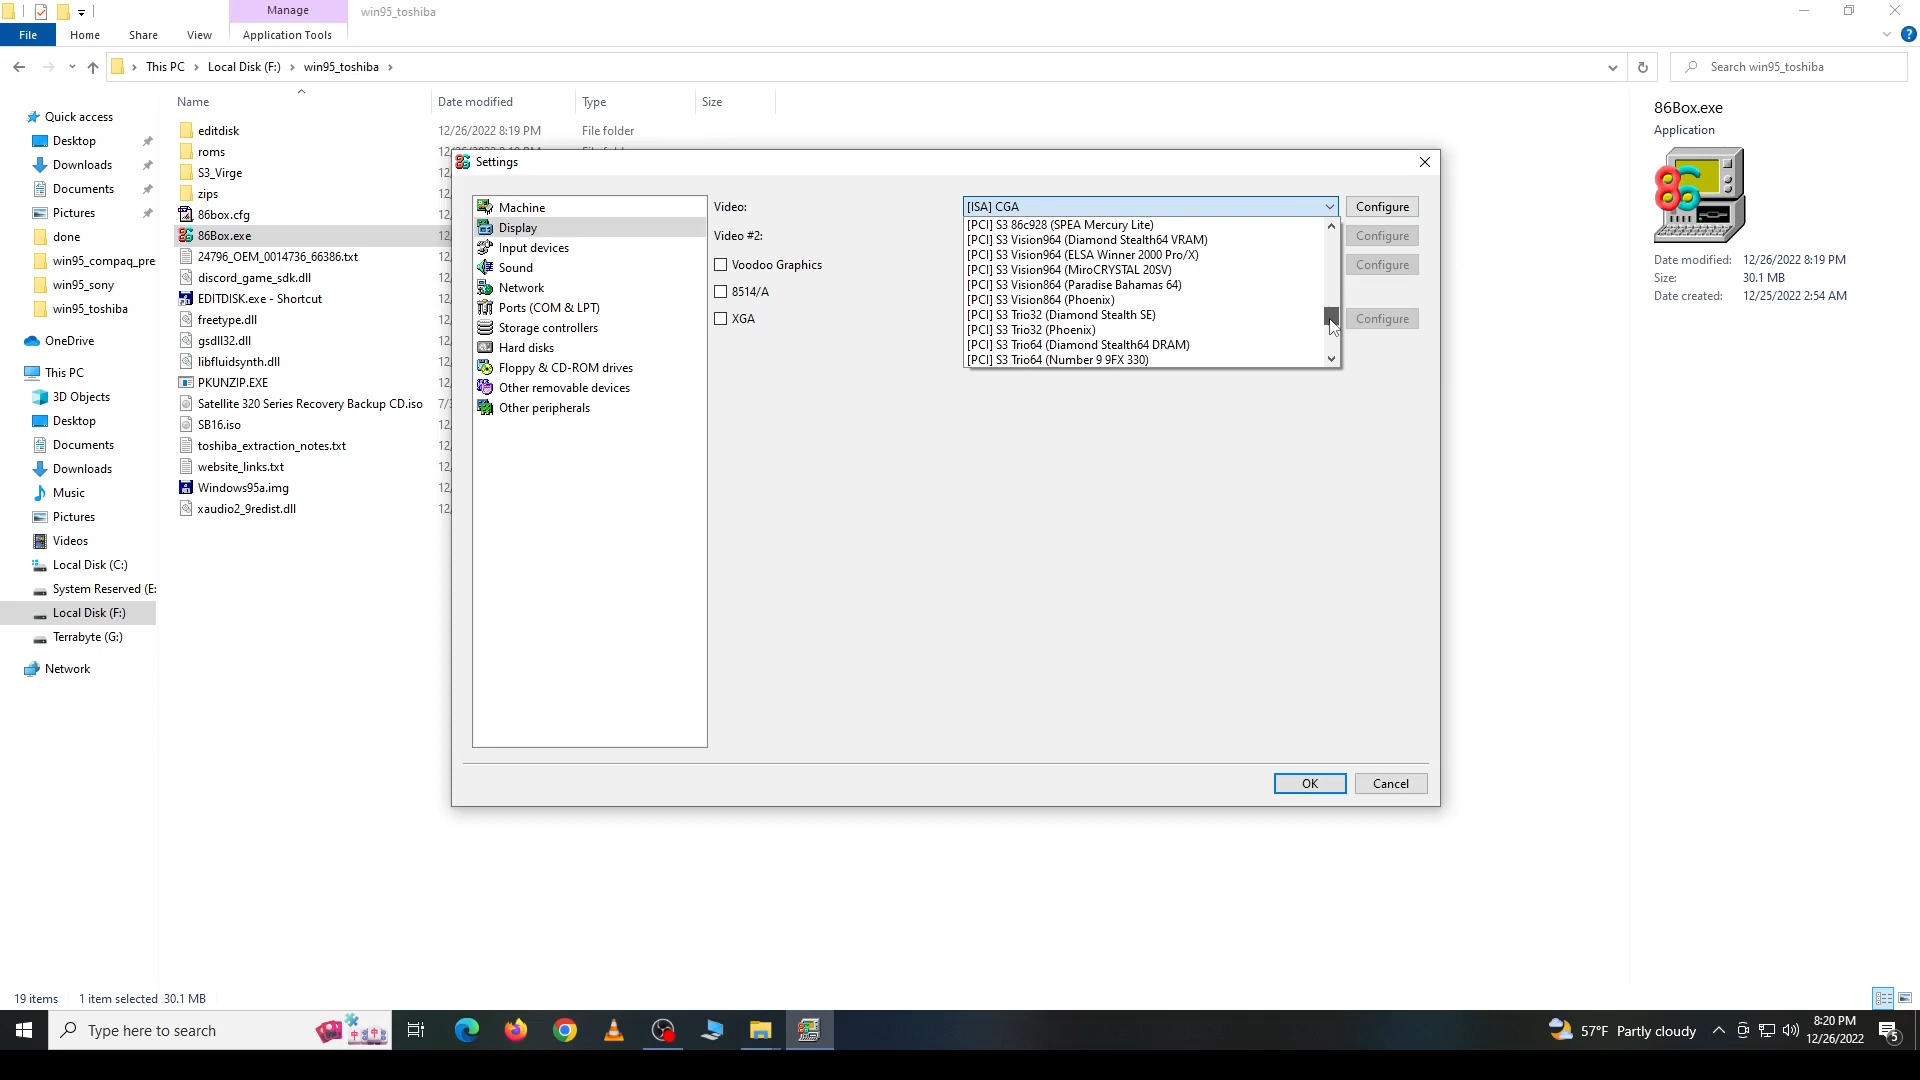 Manage
win95_toshiba
File
Home
Share
View
Application Tools
This PC
Local Disk (F:)
win95_toshiba
Search win95_toshiba
Name
Date modified
Type
Size
Quick access
Desktop
Downloads
Documents
Pictures
done
win95_compaq_pre
win95_sony
win95_toshiba
OneDrive
This PC
3D Objects
Desktop
Documents
Downloads
Music
Pictures
Videos
Local Disk (C:)
System Reserved (E:
Local Disk (F:)
Terrabyte (G:)
Network
editdisk
12/26/2022 8:19 PM
File folder
roms
S3_Virge
zips
86box.cfg
86Box.exe
24796_OEM_0014736_66386.txt
discord_game_sdk.dll
EDITDISK.exe - Shortcut
freetype.dll
gsdll32.dll
libfluidsynth.dll
PKUNZIP.EXE
Satellite 320 Series Recovery Backup CD.iso
SB16.iso
toshiba_extraction_notes.txt
website_links.txt
Windows95a.img
xaudio2_9redist.dll
Settings
Machine
Display
Input devices
Sound
Network
Ports (COM & LPT)
Storage controllers
Hard disks
Floppy & CD-ROM drives
Other removable devices
Other peripherals
Video:
[ISA] CGA
Configure
Video #2:
Configure
Voodoo Graphics
Configure
8514/A
XGA
Configure
[PCI] S3 86c928 (SPEA Mercury Lite)
[PCI] S3 Vision964 (Diamond Stealth64 VRAM)
[PCI] S3 Vision964 (ELSA Winner 2000 Pro/X)
[PCI] S3 Vision964 (MiroCRYSTAL 20SV)
[PCI] S3 Vision864 (Paradise Bahamas 64)
[PCI] S3 Vision864 (Phoenix)
[PCI] S3 Trio32 (Diamond Stealth SE)
[PCI] S3 Trio32 (Phoenix)
[PCI] S3 Trio64 (Diamond Stealth64 DRAM)
[PCI] S3 Trio64 (Number 9 9FX 330)
OK
Cancel
86Box.exe
Application
Date modified: 12/26/2022 8:19 PM
Size: 30.1 MB
Date created: 12/25/2022 2:54 AM
19 items
1 item selected 30.1 MB
Type here to search
57°F Partly cloudy
8:20 PM
12/26/2022
5